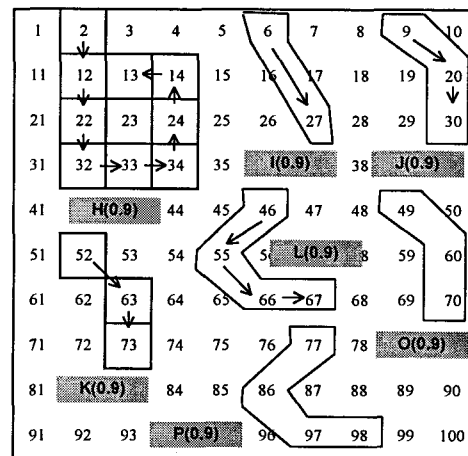 1 2 3 4 5 6 7 8 9 10
11 12 13 14 15 16 17 18 19 20
21 22 23 24 25 26 27 28 29 30
31 32 33 34 35 I(0.9) 38 J(0.9)
41 H(0.9) 44 45 46 47 48 49 50
51 52 53 54 55 L(0.9) 59 60
61 62 63 64 65 66 67 68 69 70
71 72 73 74 75 76 77 78 O(0.9)
81 K(0.9) 84 85 86 87 88 89 90
91 92 93 P(0.9) 96 97 98 99 100